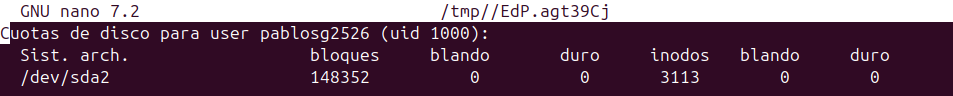 GNU nano 7.2 /tmp//EdP.agt39Cj
Cuotas de disco para user pablosg2526 (uid 1000):
Sist. arch. bloques blando duro inodos blando duro
/dev/sda2 148352 0 0 3113 0 0